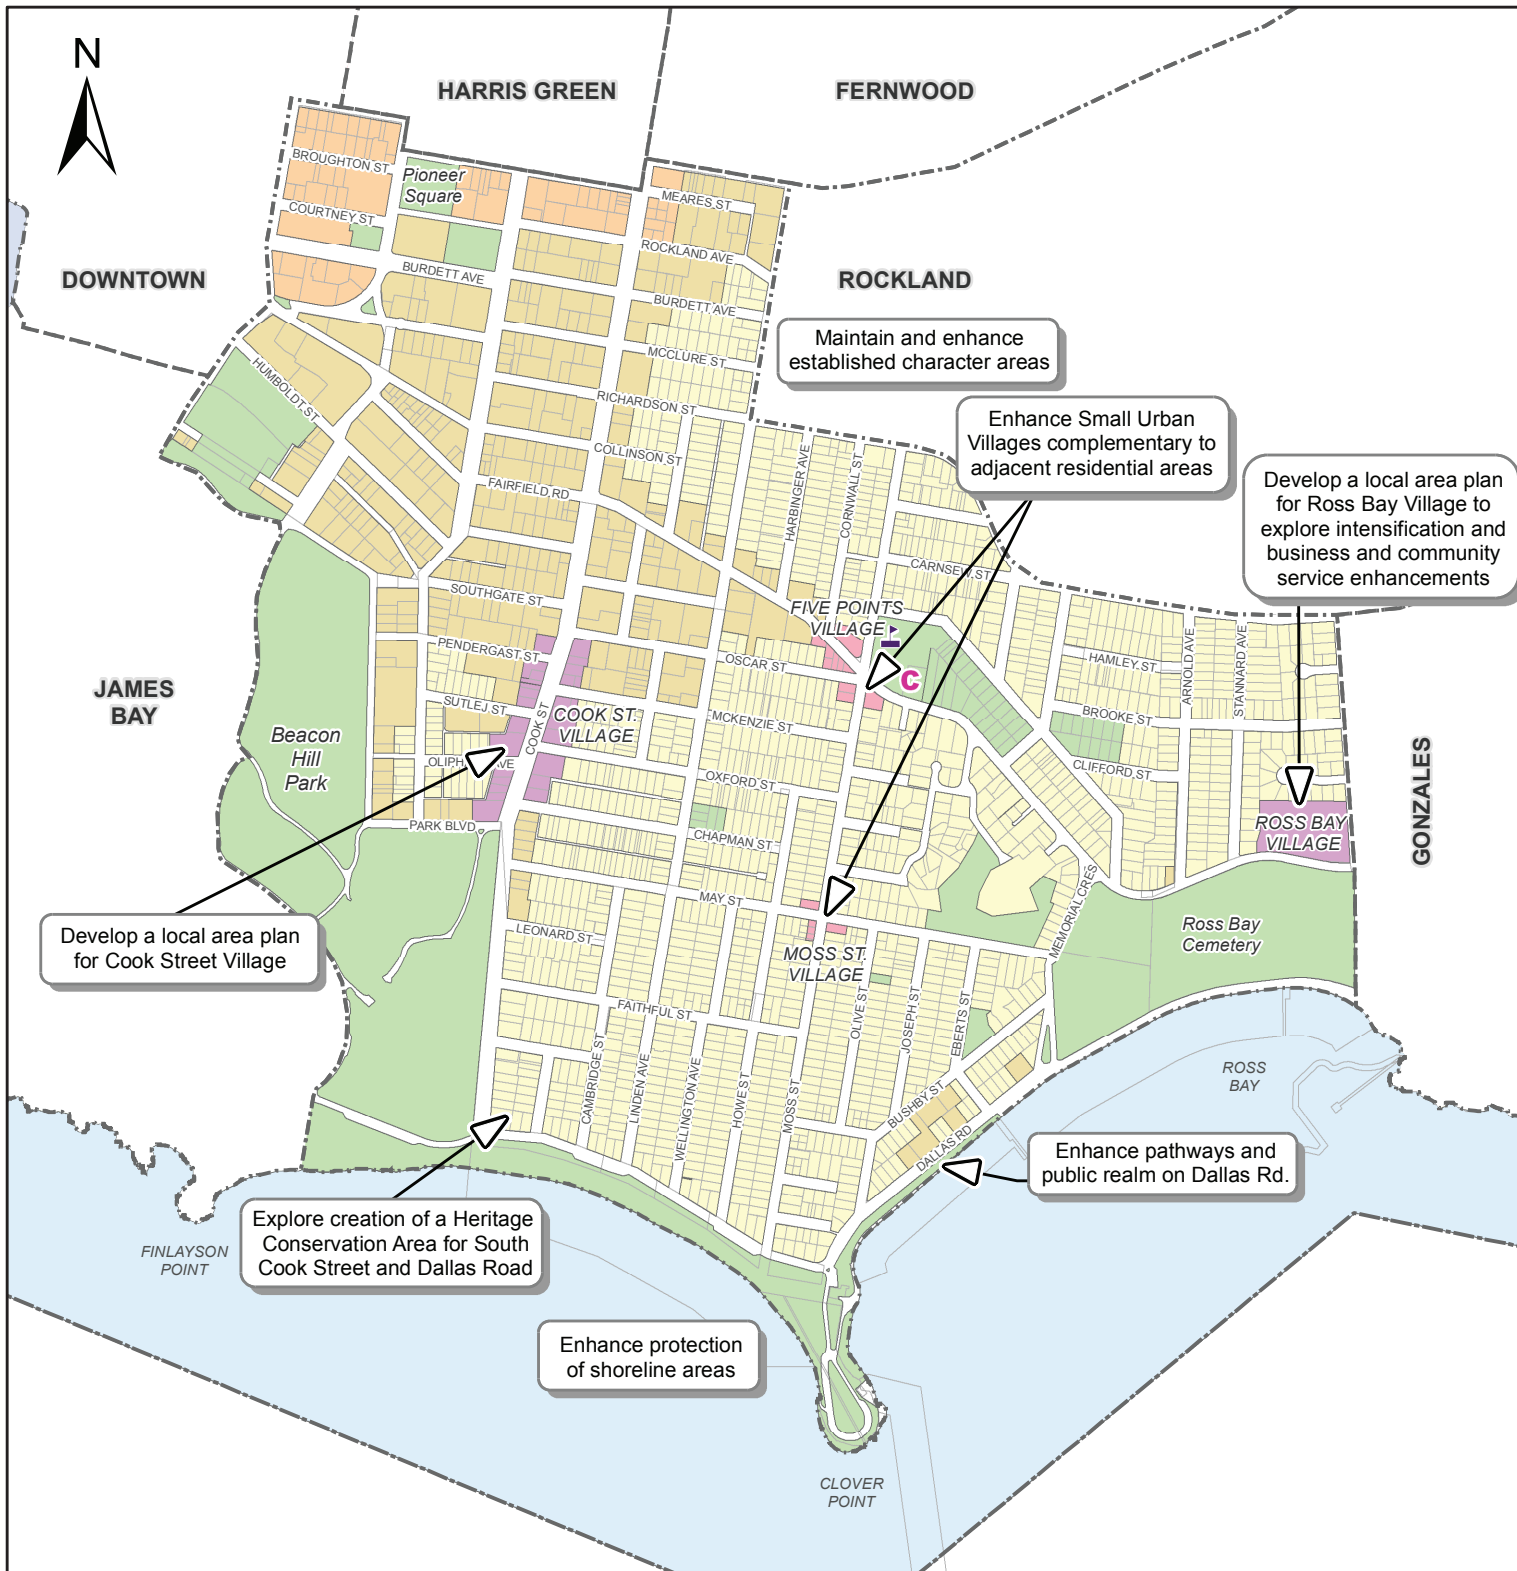 N
HARRIS GREEN
FERNWOOD
BROUGHTON ST
Pioneer
Square
MEARES ST
COURTNEY ST
ROCKLAND AVE
DOWNTOWN
BURDETT AVE
ROCKLAND
BURDETT AVE
Maintain and enhance
established character areas
MCCLURE ST
HUMBOLDT ST
RICHARDSON ST
Enhance Small Urban
Villages complementary to
adjacent residential areas
COLLINSON ST
HARBINGER AVE
CORNWALL ST
Develop a local area plan
for Ross Bay Village to
explore intensification and
business and community
service enhancements
FAIRFIELD RD
CARNSEW ST
SOUTHGATE ST
FIVE POINTS
VILLAGE
PENDERGAST ST
OSCAR ST
HAMLEY ST
ARNOLD AVE
STANNARD AVE
JAMES
BAY
C
SUTLEJ ST
COOK ST
COOK ST.
VILLAGE
MCKENZIE ST
BROOKE ST
Beacon
Hill
Park
OLIPH AVE
OXFORD ST
CLIFFORD ST
GONZALES
PARK BLVD
CHAPMAN ST
ROSS BAY
VILLAGE
MAY ST
MEMORIAL CRES
Develop a local area plan
for Cook Street Village
LEONARD ST
MOSS ST.
VILLAGE
Ross Bay
Cemetery
FAITHFUL ST
OLIVE ST
JOSEPH ST
EBERTS ST
CAMBRIDGE ST
LINDEN AVE
WELLINGTON AVE
HOWE ST
MOSS ST
BUSHBY ST
DALLAS RD
ROSS
BAY
Enhance pathways and
public realm on Dallas Rd.
Explore creation of a Heritage
Conservation Area for South
Cook Street and Dallas Road
FINLAYSON
POINT
Enhance protection
of shoreline areas
CLOVER
POINT